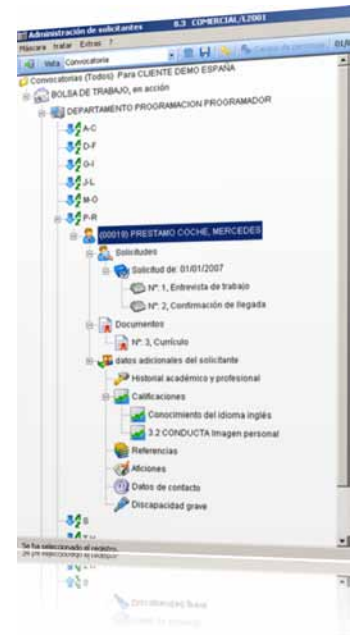 Administración de solicitantes 8.3 COMERCIAL/L2001
Máscara tratar Extras ?
Vista Convocatoria
Convocatorias (Todos) Para CLIENTE DEMO ESPAÑA
BOLSA DE TRABAJO, en acción
DEPARTAMENTO PROGRAMACION PROGRAMADOR
A-C
D-F
G-I
J-L
M-O
P-R
(00019) PRESTAMO COCHE, MERCEDES
Solicitudes
Solicitud de: 01/01/2007
Nº. 1, Entrevista de trabajo
Nº. 2, Confirmación de llegada
Documentos
Nº. 3, Currículo
datos adicionales del solicitante
Historial académico y profesional
Calificaciones
Conocimiento del idioma inglés
3.2 CONDUCTA Imagen personal
Referencias
Aficiones
Datos de contacto
Discapacidad grave
S
Se ha seleccionado el registro.